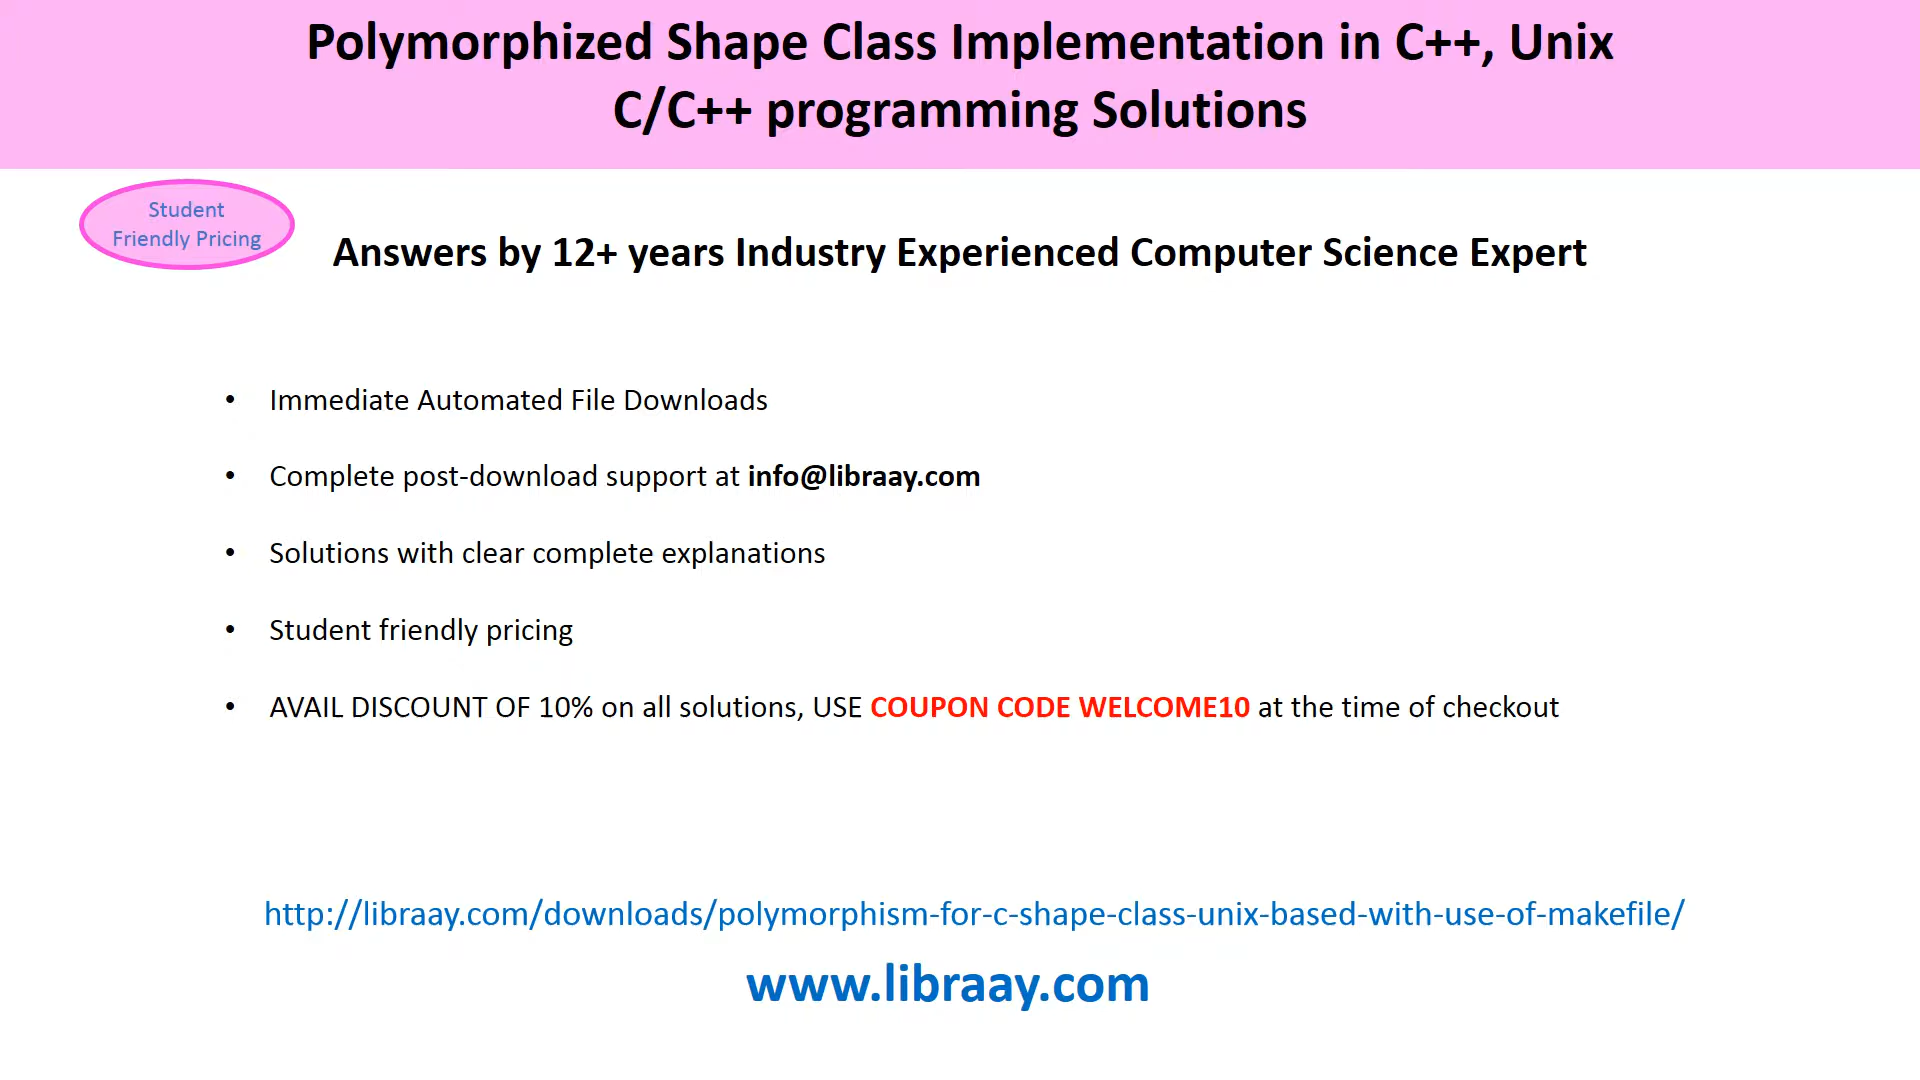 Polymorphized Shape Class Implementation in C++, Unix
C/C++ programming Solutions
Student
Friendly Pricing
Answers by 12+ years Industry Experienced Computer Science Expert
• Immediate Automated File Downloads
• Complete post-download support at info@libraay.com
• Solutions with clear complete explanations
• Student friendly pricing
• AVAIL DISCOUNT OF 10% on all solutions, USE COUPON CODE WELCOME10 at the time of checkout
http://libraay.com/downloads/polymorphism-for-c-shape-class-unix-based-with-use-of-makefile/
www.libraay.com